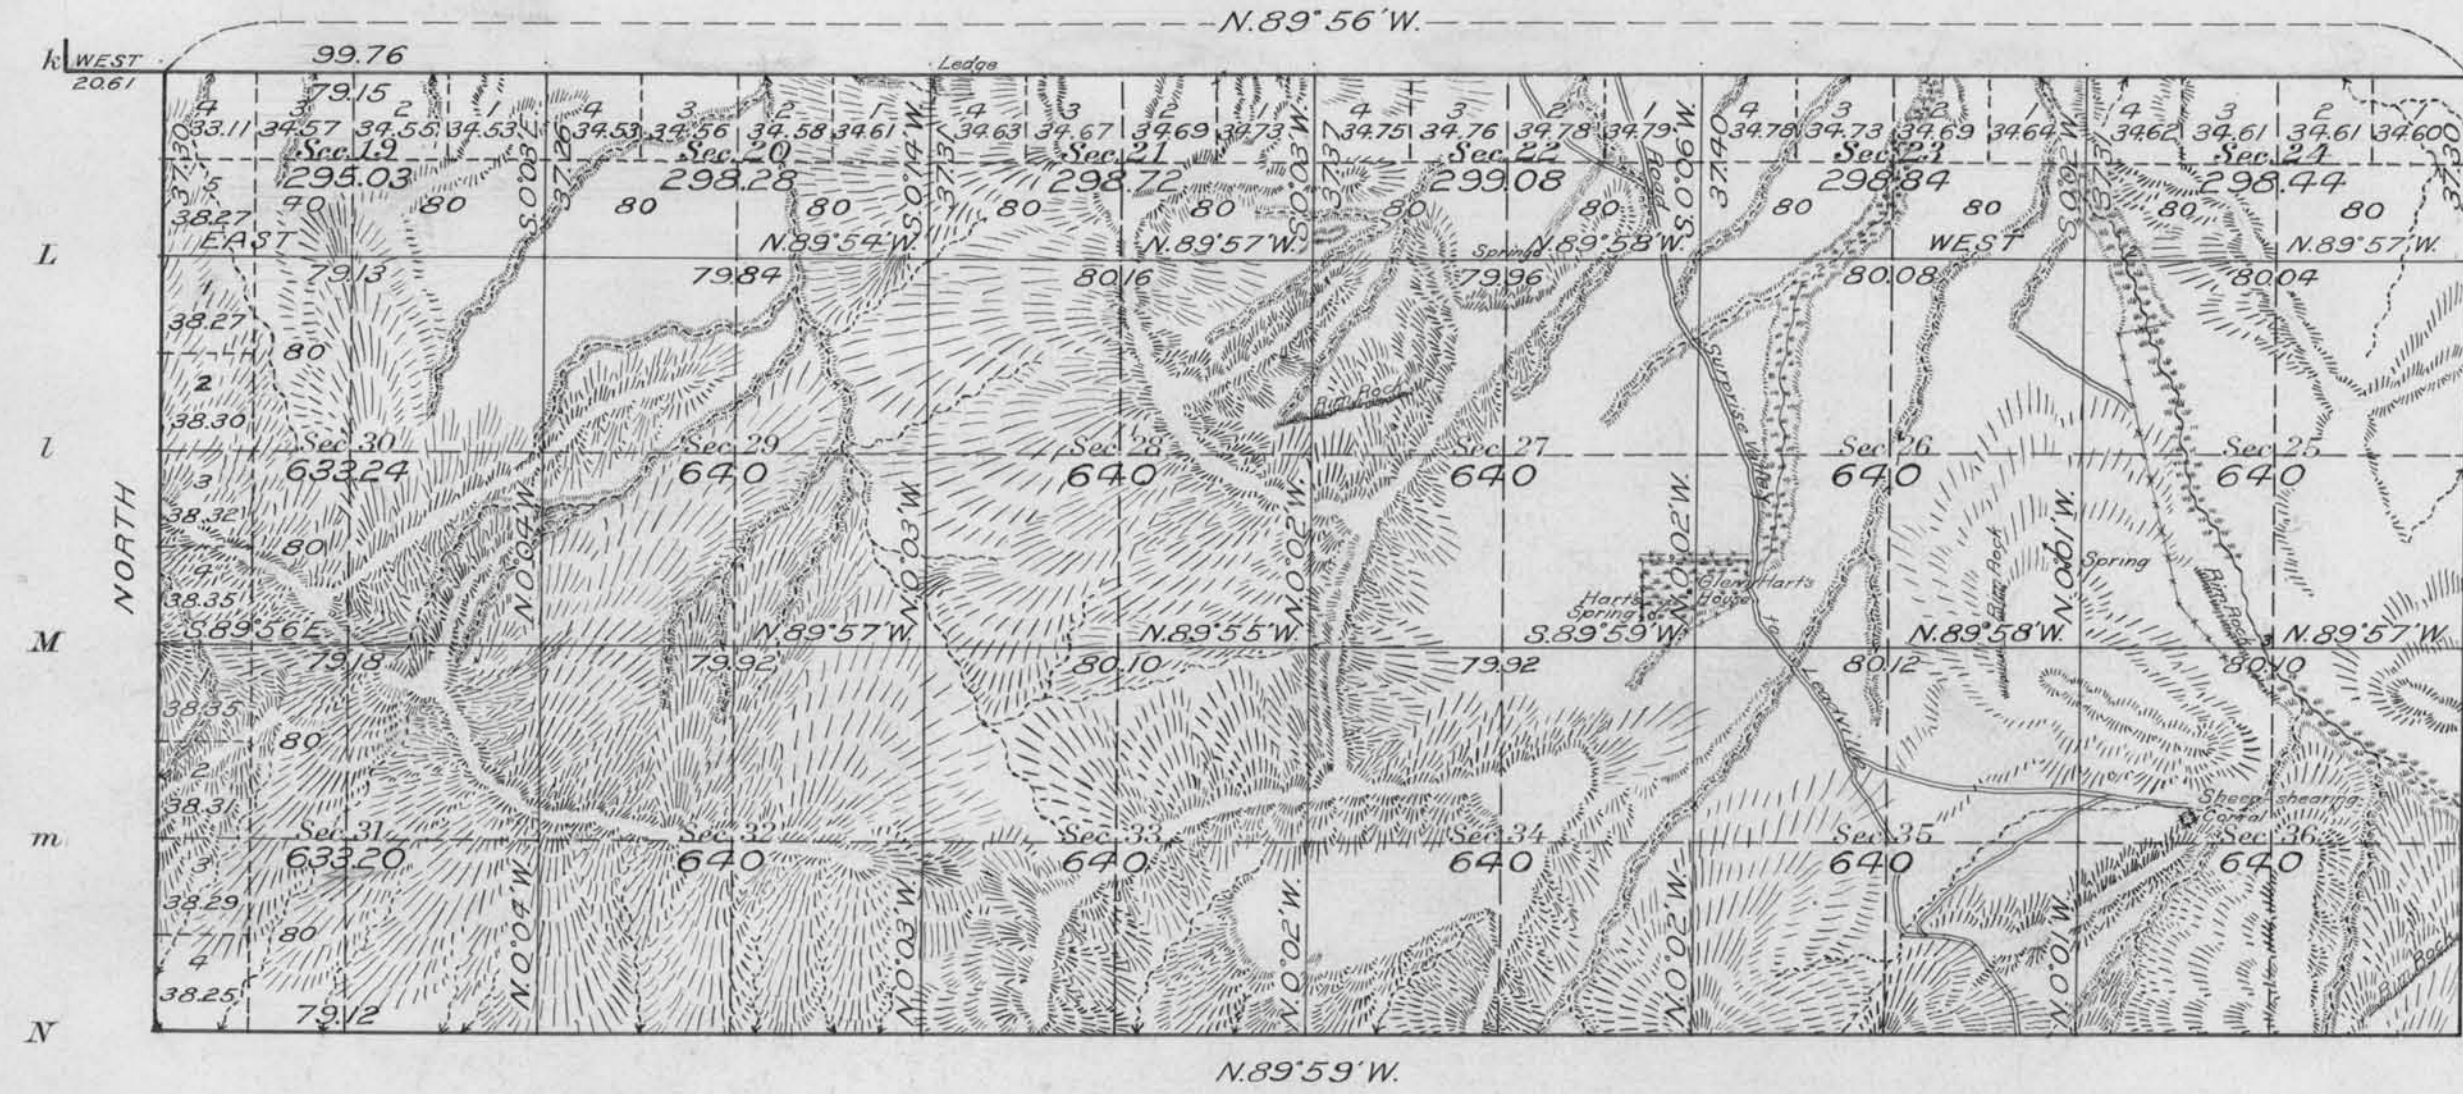 N.89°56'W.
k WEST 99.76 Ledge
20.61 79.15
4 3 2 1 4 3 2 1 4 3 2 1 4 3 2 1 4 3 2 1 4 3 2 1
33.11 34.57 34.55 34.53 34.53 34.56 34.58 34.61 34.63 34.67 34.69 34.73 34.75 34.76 34.78 34.79 34.78 34.73 34.69 34.64 34.62 34.61 34.61 34.60
37.30 S.0°03'E. 37.26 S.0°14'W. 37.31 S.0°03'W. 37.37 S.0°06'W. 37.40 S.0°02'W. 37.31 37.30
Sec. 19 Sec. 20 Sec. 21 Sec. 22 Road Sec. 23 Sec. 24
295.03 298.28 298.72 299.08 298.84 298.44
5
38.27 40 80 80 80 80 80 80 80 80 80 80 80
L EAST N.89°54'W. N.89°57'W. Springs N.89°58'W. WEST N.89°57'W.
79.13 79.84 80.16 79.96 80.08 80.04
1
38.27
80
2 Rim Rock Surprise Valley
38.30
l Sec. 30 Sec. 29 Sec. 28 Sec. 27 Sec. 26 Sec. 25
633.24 640 640 640 640 640
3
38.32
NORTH N.0°04'W. N.0°03'W. N.0°02'W. N.0°02'W. N.0°01'W.
80
4 Rim Rock Spring Rim Rock
38.35 Hart's Spring Glenn Hart's House to
M S.89°56'E. N.89°57'W. N.89°55'W. S.89°59'W. N.89°58'W. N.89°57'W.
79.18 79.92 80.10 79.92 80.12 80.10
1
38.35 Leadville
80
2
38.31 Sheep shearing
Corral
m Sec. 31 Sec. 32 Sec. 33 Sec. 34 Sec. 35 Sec. 36
633.20 640 640 640 640 640
3
38.29 N.0°04'W. N.0°03'W. N.0°02'W. N.0°02'W. N.0°01'W.
80
4 Rim Rock
38.25
N 79.12
N.89°59'W.